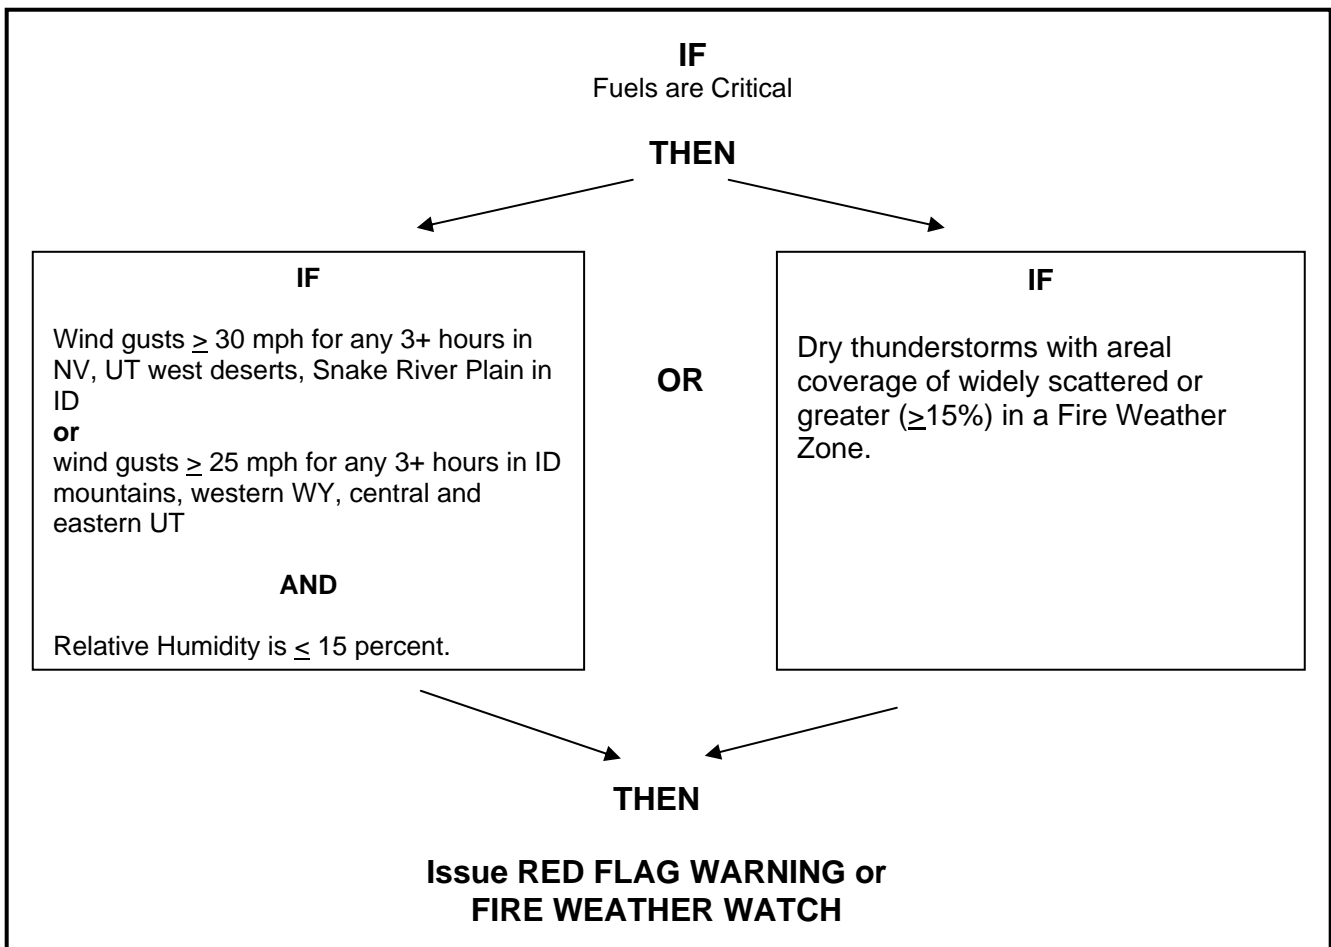 IF
Fuels are Critical
THEN
IF
Wind gusts ≥ 30 mph for any 3+ hours in
NV, UT west deserts, Snake River Plain in
ID
or
wind gusts ≥ 25 mph for any 3+ hours in ID
mountains, western WY, central and
eastern UT
AND
Relative Humidity is ≤ 15 percent.
OR
IF
Dry thunderstorms with areal
coverage of widely scattered or
greater (≥15%) in a Fire Weather
Zone.
THEN
Issue RED FLAG WARNING or
FIRE WEATHER WATCH